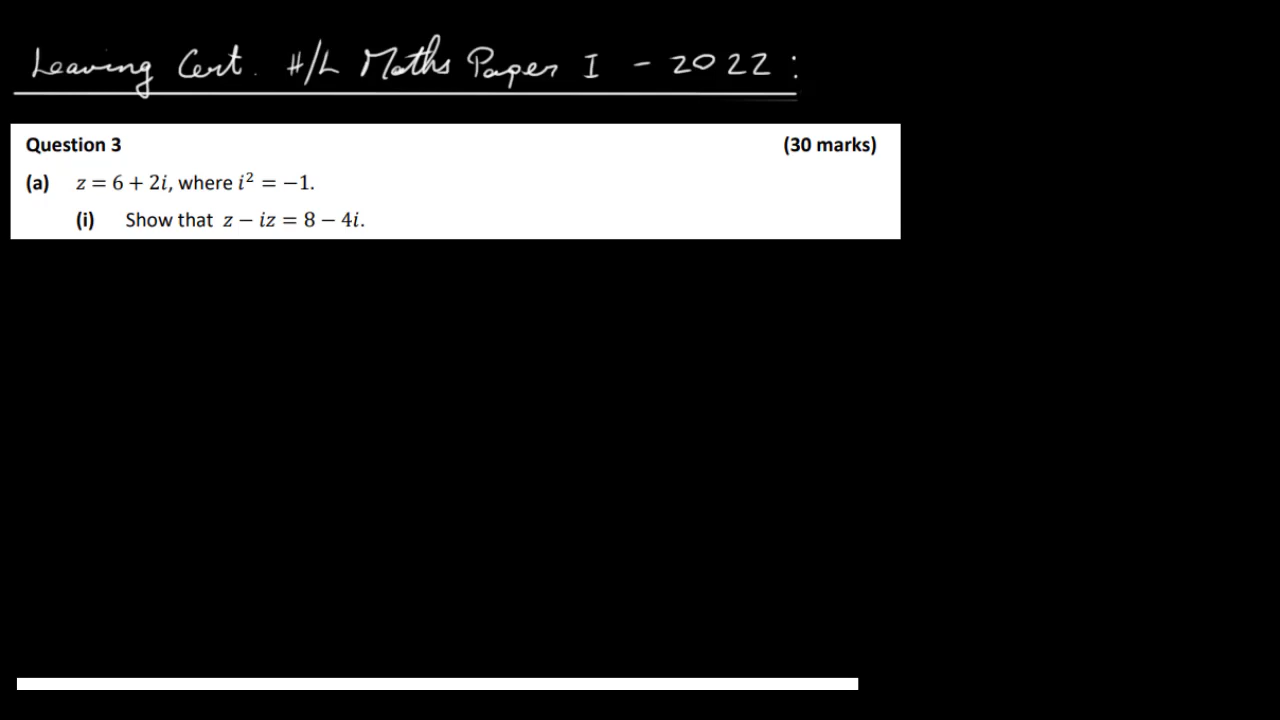 Leaving Cert. H/L Maths Paper I - 2022:
Question 3 (30 marks)
(a) z = 6 + 2i, where i² = −1.
(i) Show that z − iz = 8 − 4i.